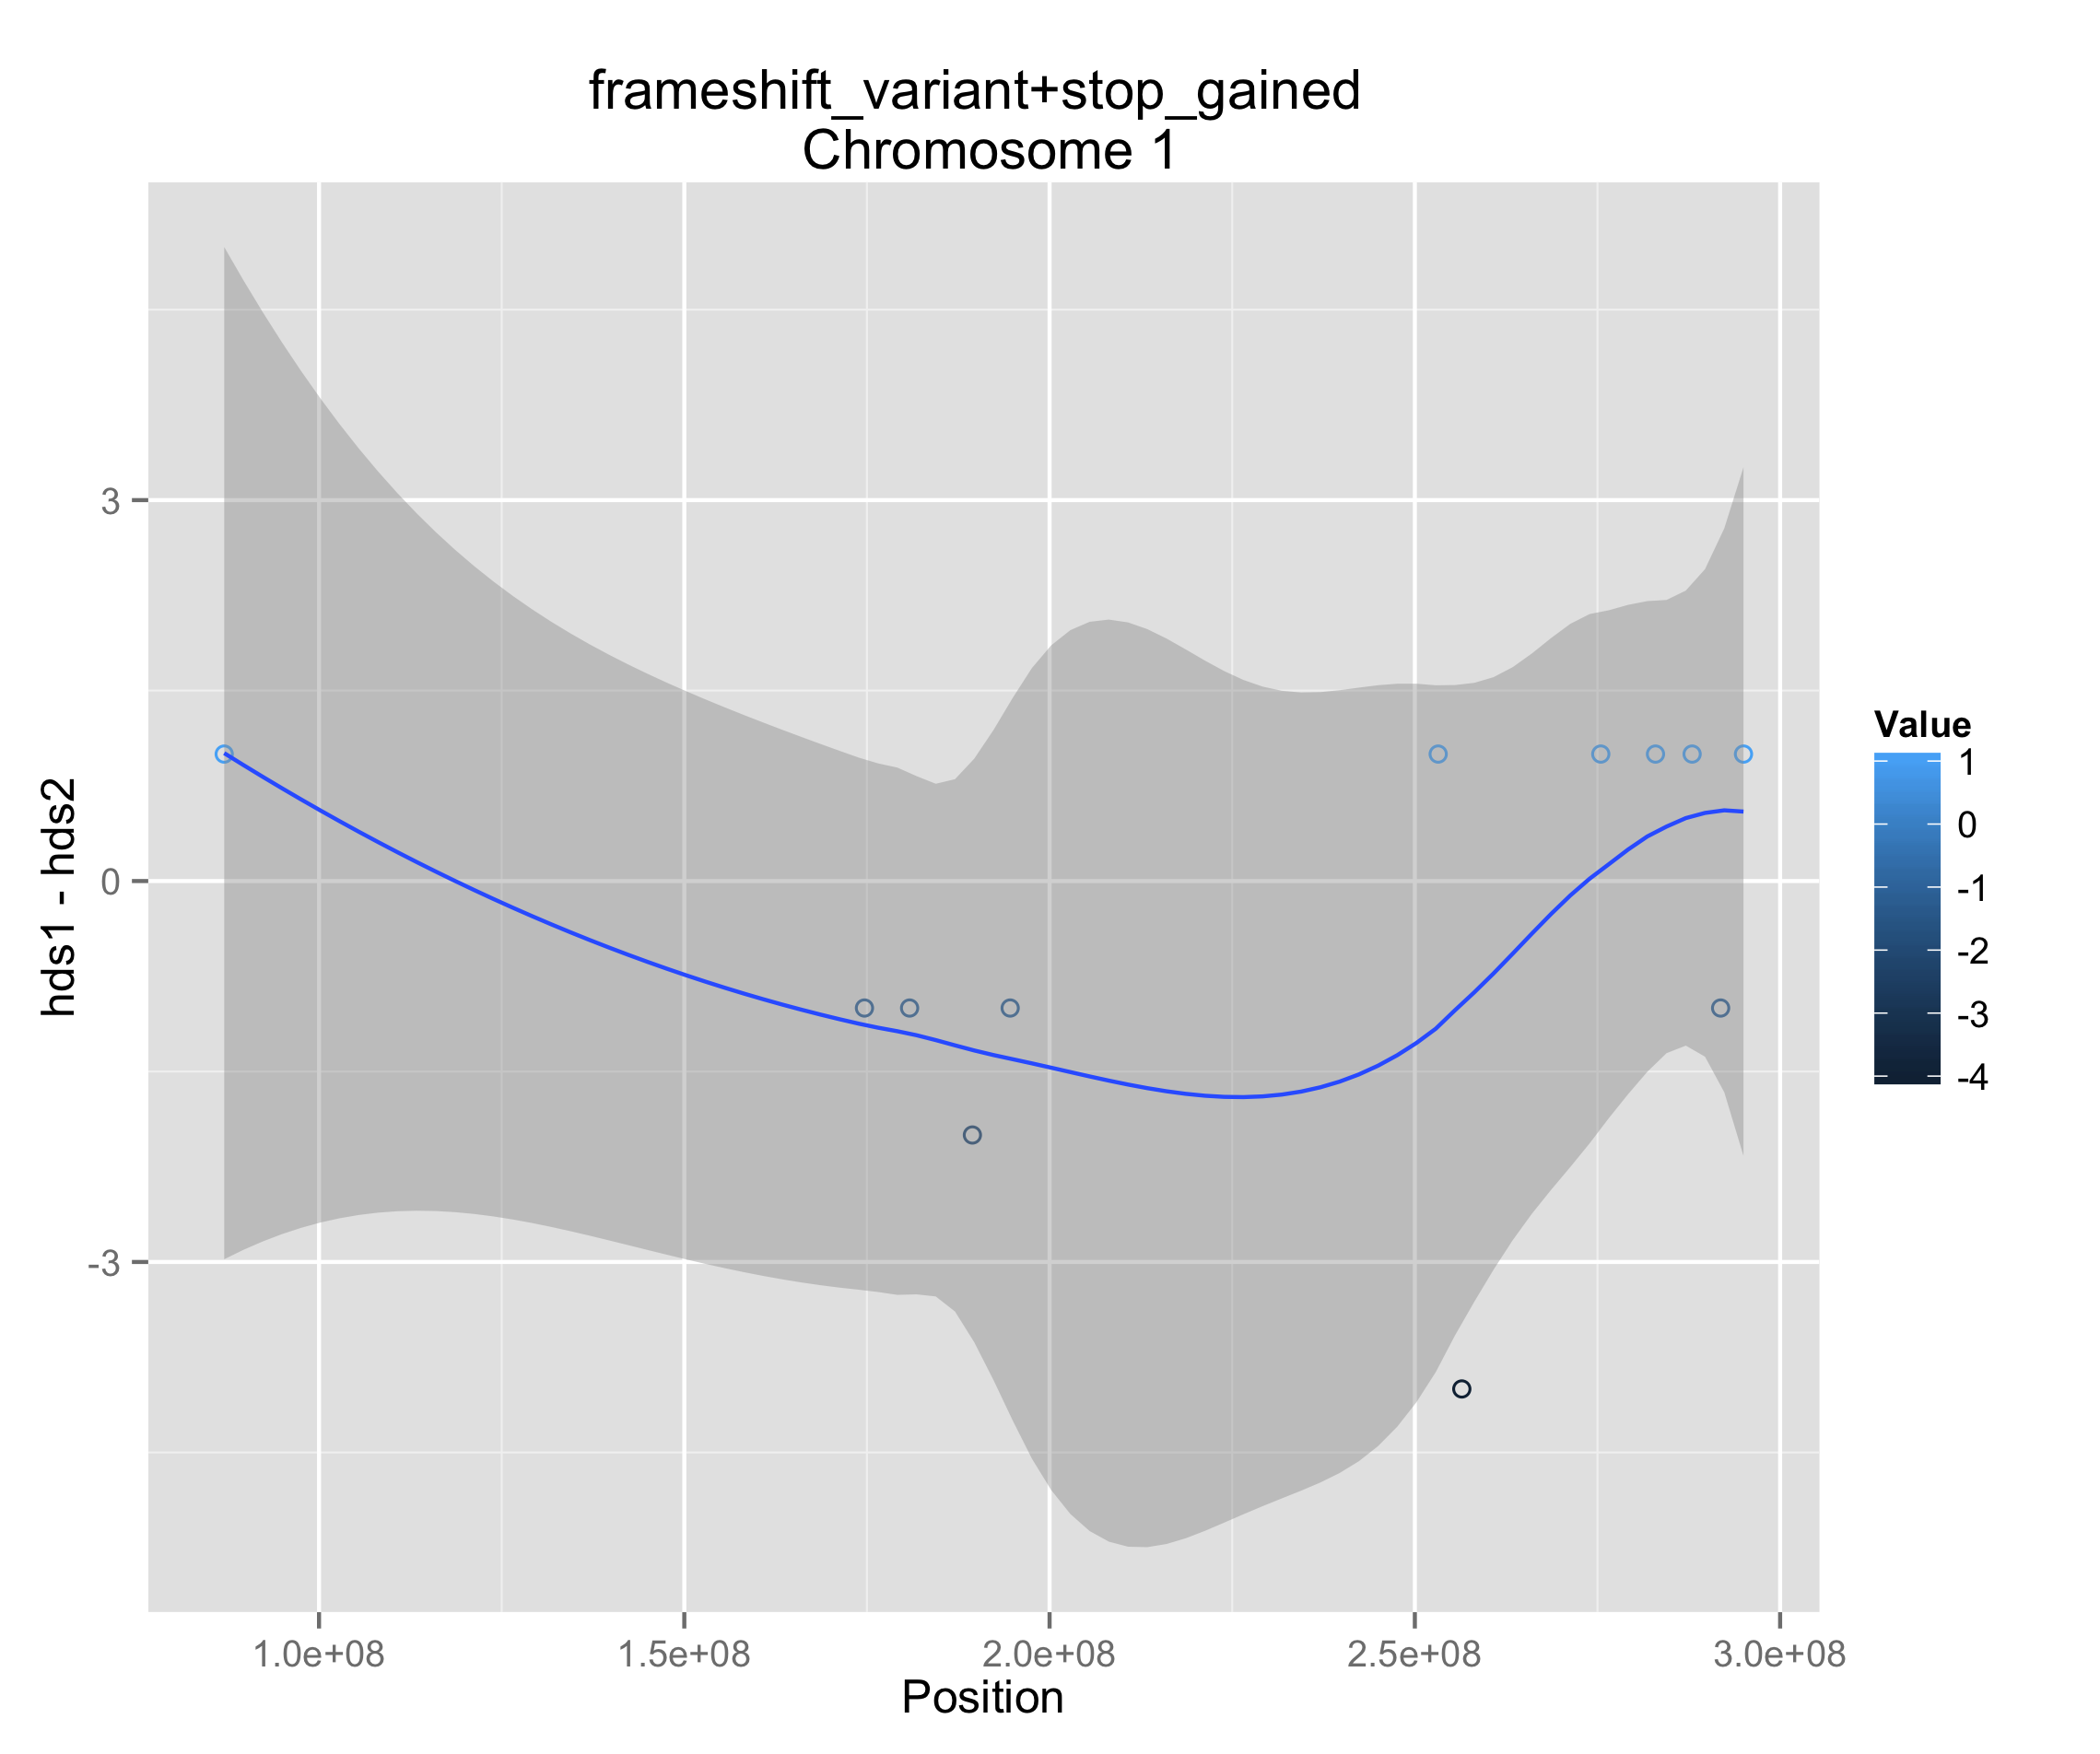 frameshift_variant+stop_gained
Chromosome 1
hds1 - hds2
3
0
-3
1.0e+08 1.5e+08 2.0e+08 2.5e+08 3.0e+08
Position
Value
1
0
-1
-2
-3
-4